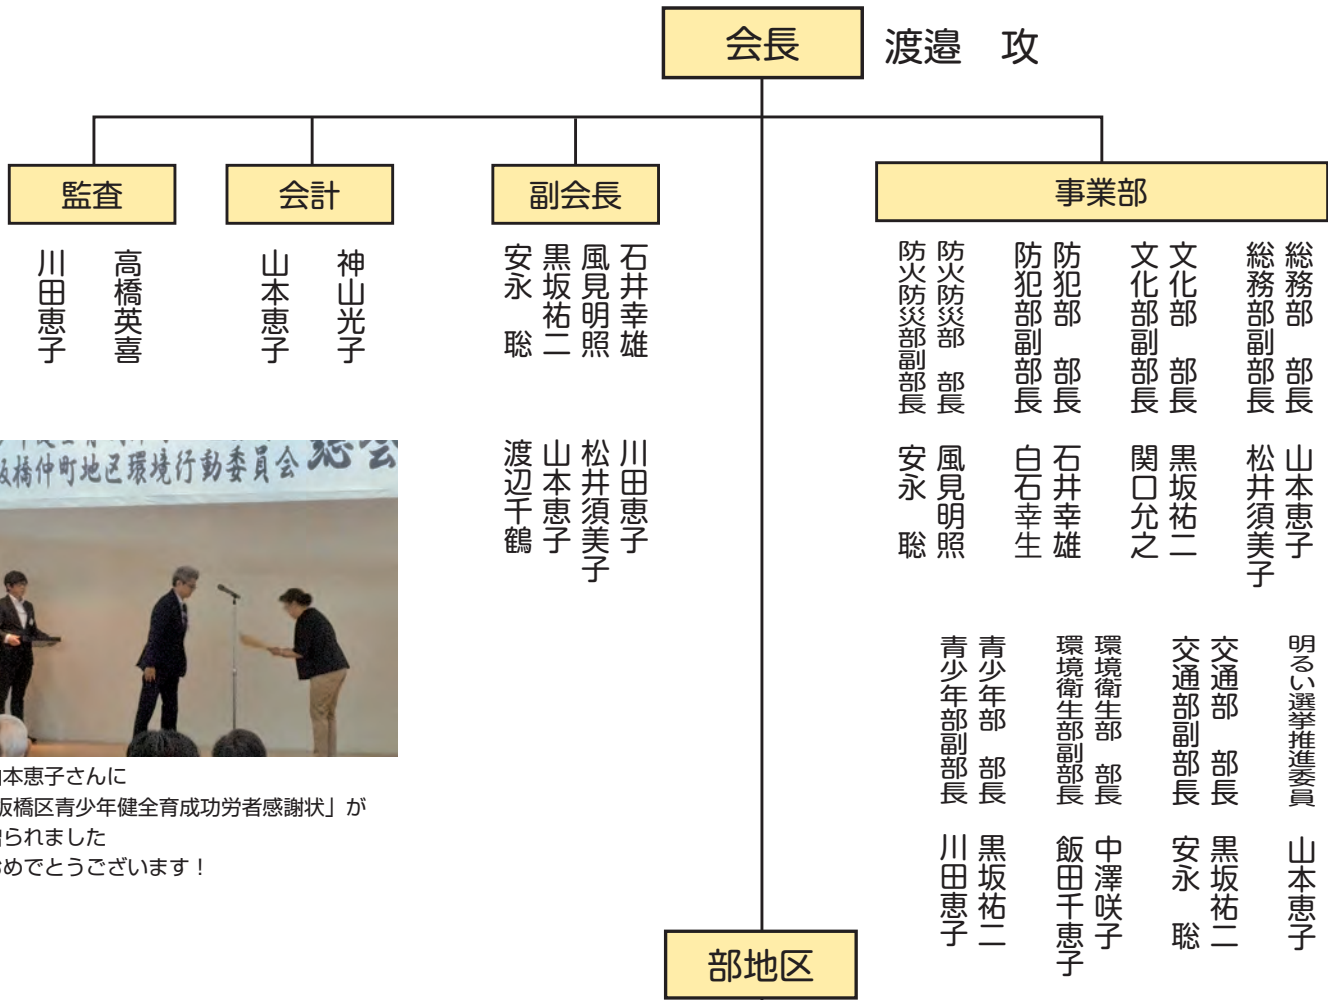 会長
渡邉　攻
監査
高橋英喜
川田恵子
会計
神山光子
山本恵子
副会長
石井幸雄
風見明照
黒坂祐二
安永　聡
川田恵子
松井須美子
山本恵子
渡辺千鶴
事業部
総務部　部長　山本恵子
総務部副部長　松井須美子
文化部　部長　黒坂祐二
文化部副部長　関口允之
防犯部　部長　石井幸雄
防犯部副部長　白石幸生
防火防災部　部長　風見明照
防火防災部副部長　安永　聡
明るい選挙推進委員　山本恵子
交通部　部長　黒坂祐二
交通部副部長　安永　聡
環境衛生部　部長　中澤咲子
環境衛生部副部長　飯田千恵子
青少年部　部長　黒坂祐二
青少年部副部長　川田恵子
板橋仲町地区環境行動委員会
総会
山本恵子さんに
板橋区青少年健全育成功労者感謝状」が
贈られました
おめでとうございます！
部地区